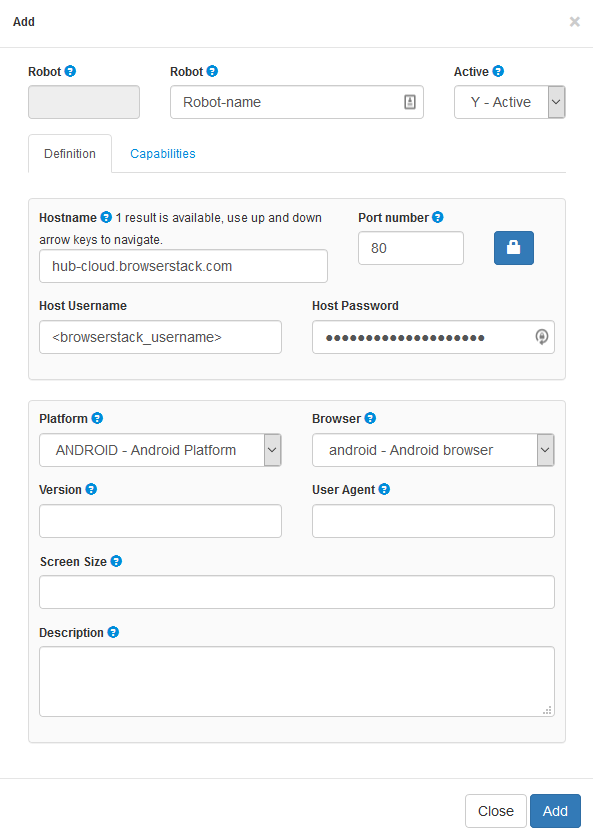 Add ×
Robot ? Robot ? Active ?
Robot-name Y - Active
Definition Capabilities
Hostname ? 1 result is available, use up and down
arrow keys to navigate.
Port number ?
hub-cloud.browserstack.com 80
Host Username Host Password
<browserstack_username> ●●●●●●●●●●●●●●●●●●●●
Platform ? Browser ?
ANDROID - Android Platform android - Android browser
Version ? User Agent ?
Screen Size ?
Description ?
Close Add